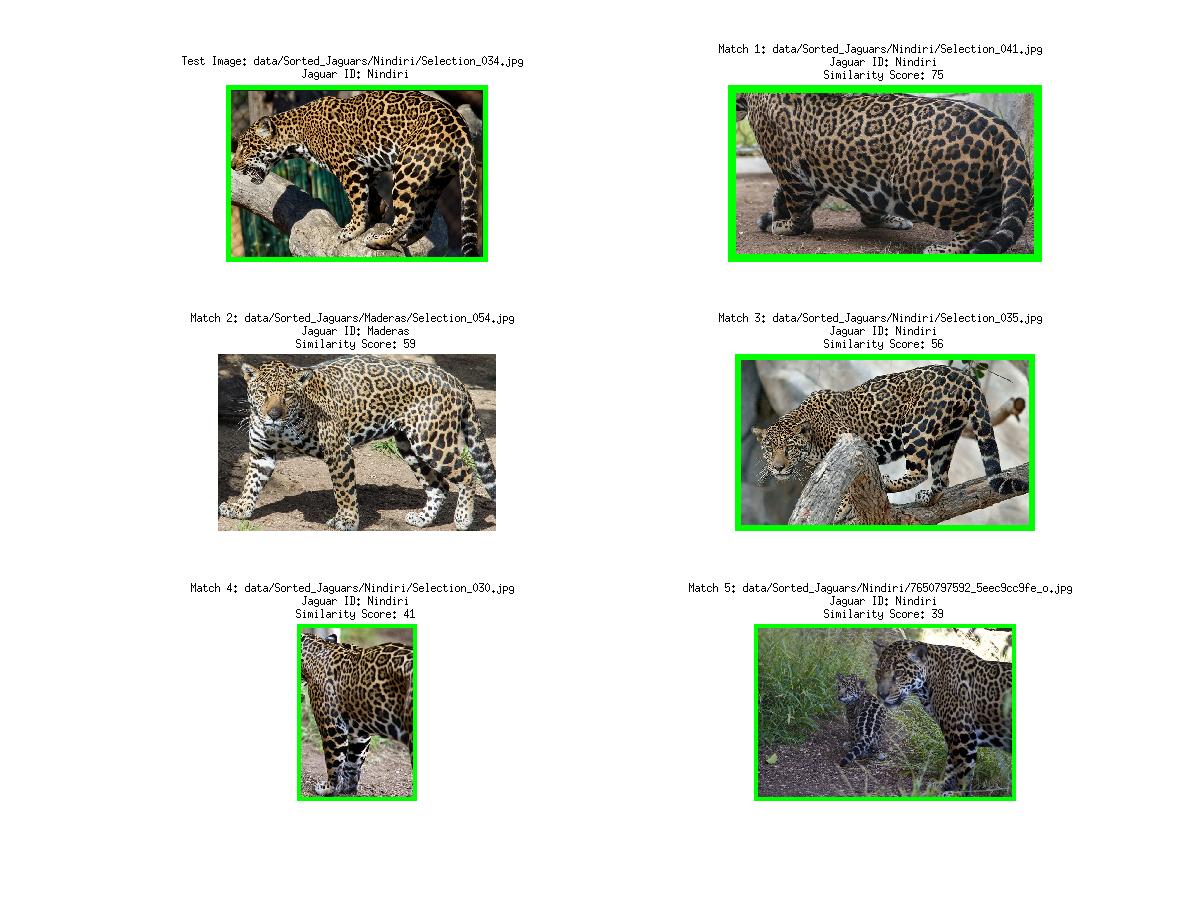 Test Image: data/Sorted_Jaguars/Nindiri/Selection_034.jpg
Jaguar ID: Nindiri
Match 1: data/Sorted_Jaguars/Nindiri/Selection_041.jpg
Jaguar ID: Nindiri
Similarity Score: 75
Match 2: data/Sorted_Jaguars/Maderas/Selection_054.jpg
Jaguar ID: Maderas
Similarity Score: 59
Match 3: data/Sorted_Jaguars/Nindiri/Selection_035.jpg
Jaguar ID: Nindiri
Similarity Score: 56
Match 4: data/Sorted_Jaguars/Nindiri/Selection_030.jpg
Jaguar ID: Nindiri
Similarity Score: 41
Match 5: data/Sorted_Jaguars/Nindiri/7650797592_5eec9cc9fe_o.jpg
Jaguar ID: Nindiri
Similarity Score: 39